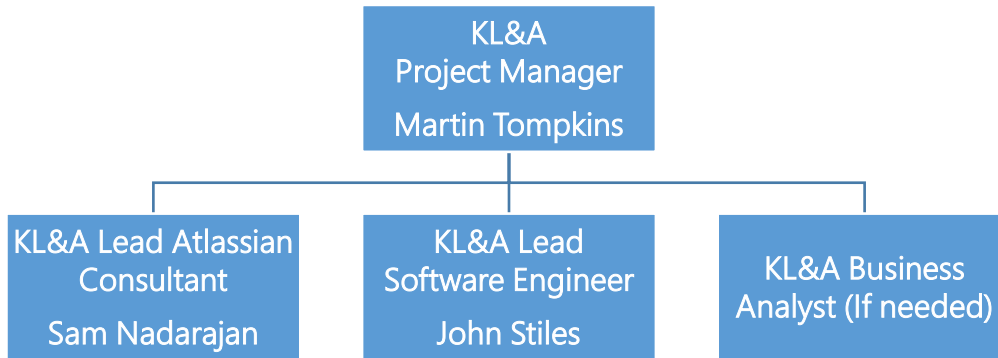 KL&A
Project Manager
Martin Tompkins
KL&A Lead Atlassian
Consultant
Sam Nadarajan
KL&A Lead
Software Engineer
John Stiles
KL&A Business
Analyst (If needed)